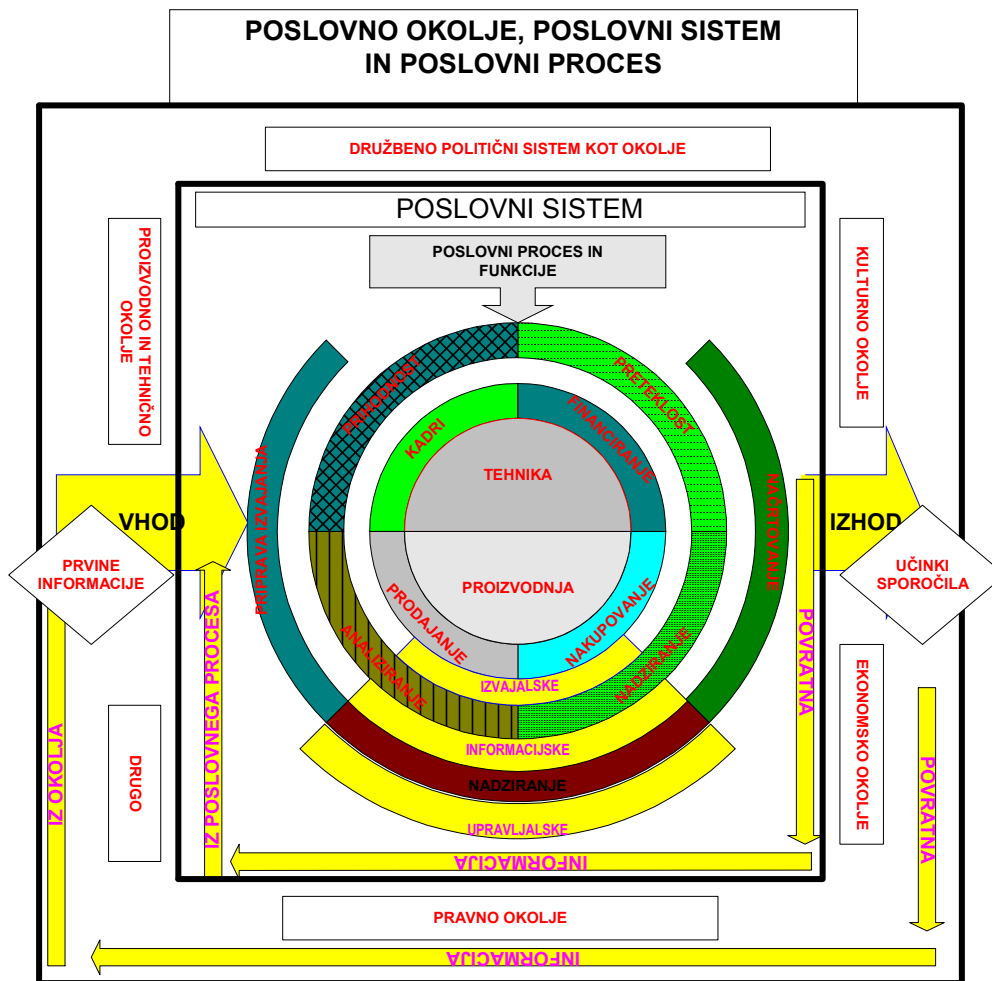 POSLOVNO OKOLJE, POSLOVNI SISTEM
IN POSLOVNI PROCES
DRUŽBENO POLITIČNI SISTEM KOT OKOLJE
POSLOVNI SISTEM
POSLOVNI PROCES IN
FUNKCIJE
PROIZVODNO IN TEHNIČNO
OKOLJE
KULTURNO OKOLJE
PRIHODNOST
PRETEKLOST
KADRI
FINANCIRANJE
TEHNIKA
PRIPRAVA IZVAJANJA
NAČRTOVANJE
VHOD
IZHOD
PRVINE
INFORMACIJE
UČINKI
SPOROČILA
PROIZVODNJA
PRODAJANJE
NAKUPOVANJE
ANALIZIRANJE
NADZIRANJE
IZVAJALSKE
INFORMACIJSKE
NADZIRANJE
UPRAVLJALSKE
IZ OKOLJA
DRUGO
IZ POSLOVNEGA PROCESA
POVRATNA
EKONOMSKO OKOLJE
POVRATNA
INFORMACIJA
PRAVNO OKOLJE
INFORMACIJA